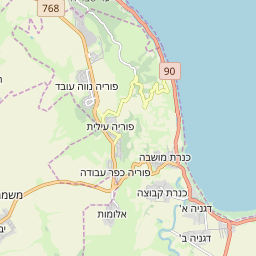 768
90
פוריה נווה עובד
פוריה עילית
כנרת מושבה
פוריה כפר עבודה
כנרת קבוצה
אלומות
דגניה א'
דגניה ב'